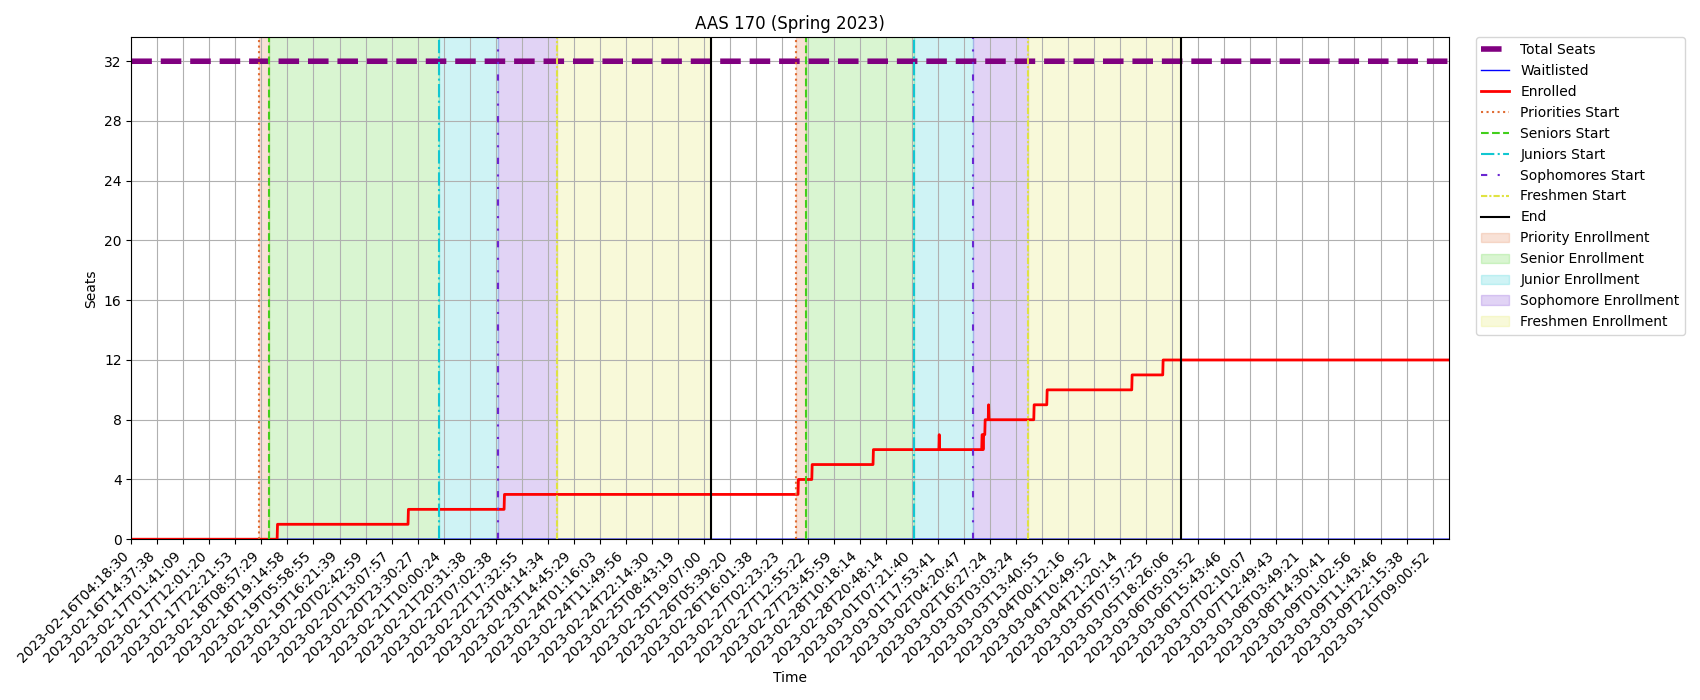 AAS 170 (Spring 2023)
Total Seats
Waitlisted
Enrolled
Priorities Start
Seniors Start
Juniors Start
Sophomores Start
Freshmen Start
End
Priority Enrollment
Senior Enrollment
Junior Enrollment
Sophomore Enrollment
Freshmen Enrollment
Seats
32
28
24
20
16
12
8
4
0
2023-02-16T04:18:30
2023-02-16T14:37:38
2023-02-17T01:41:09
2023-02-17T12:01:20
2023-02-17T22:21:53
2023-02-18T08:57:29
2023-02-18T19:14:58
2023-02-19T05:58:55
2023-02-19T16:21:39
2023-02-20T02:42:59
2023-02-20T13:07:57
2023-02-20T23:30:27
2023-02-21T10:00:24
2023-02-21T20:31:38
2023-02-22T07:02:38
2023-02-22T17:32:55
2023-02-23T04:14:34
2023-02-23T14:45:29
2023-02-24T01:16:03
2023-02-24T11:49:56
2023-02-24T22:14:30
2023-02-25T08:43:19
2023-02-25T19:07:00
2023-02-26T05:39:20
2023-02-26T16:01:38
2023-02-27T02:23:23
2023-02-27T12:55:22
2023-02-27T23:45:59
2023-02-28T10:18:14
2023-02-28T20:48:14
2023-03-01T07:21:40
2023-03-01T17:53:41
2023-03-02T04:20:47
2023-03-02T16:27:24
2023-03-03T03:03:24
2023-03-03T13:40:55
2023-03-04T00:12:16
2023-03-04T10:49:52
2023-03-04T21:20:14
2023-03-05T07:57:25
2023-03-05T18:26:06
2023-03-06T05:03:52
2023-03-06T15:43:46
2023-03-07T02:10:07
2023-03-07T12:49:43
2023-03-08T03:49:21
2023-03-08T14:30:41
2023-03-09T01:02:56
2023-03-09T11:43:46
2023-03-09T22:15:38
2023-03-10T09:00:52
Time